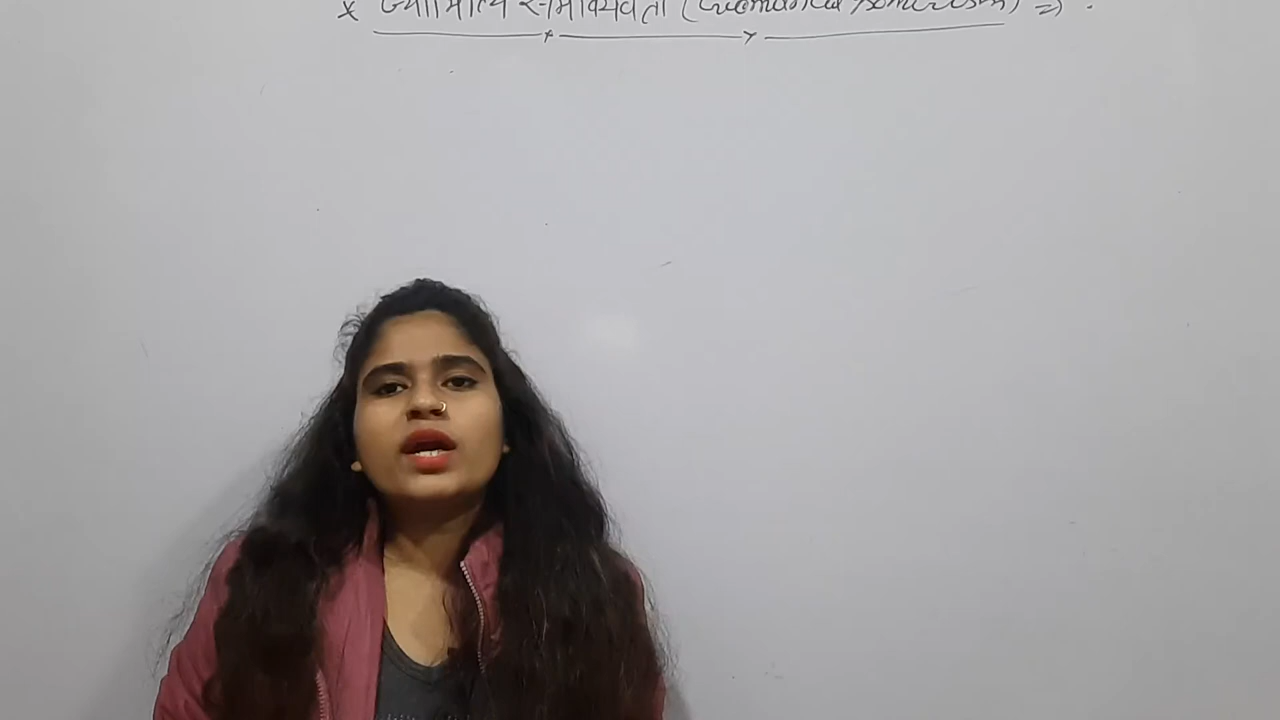 * ज्यामितीय समावयवता (Geometrical Isomerism) =>